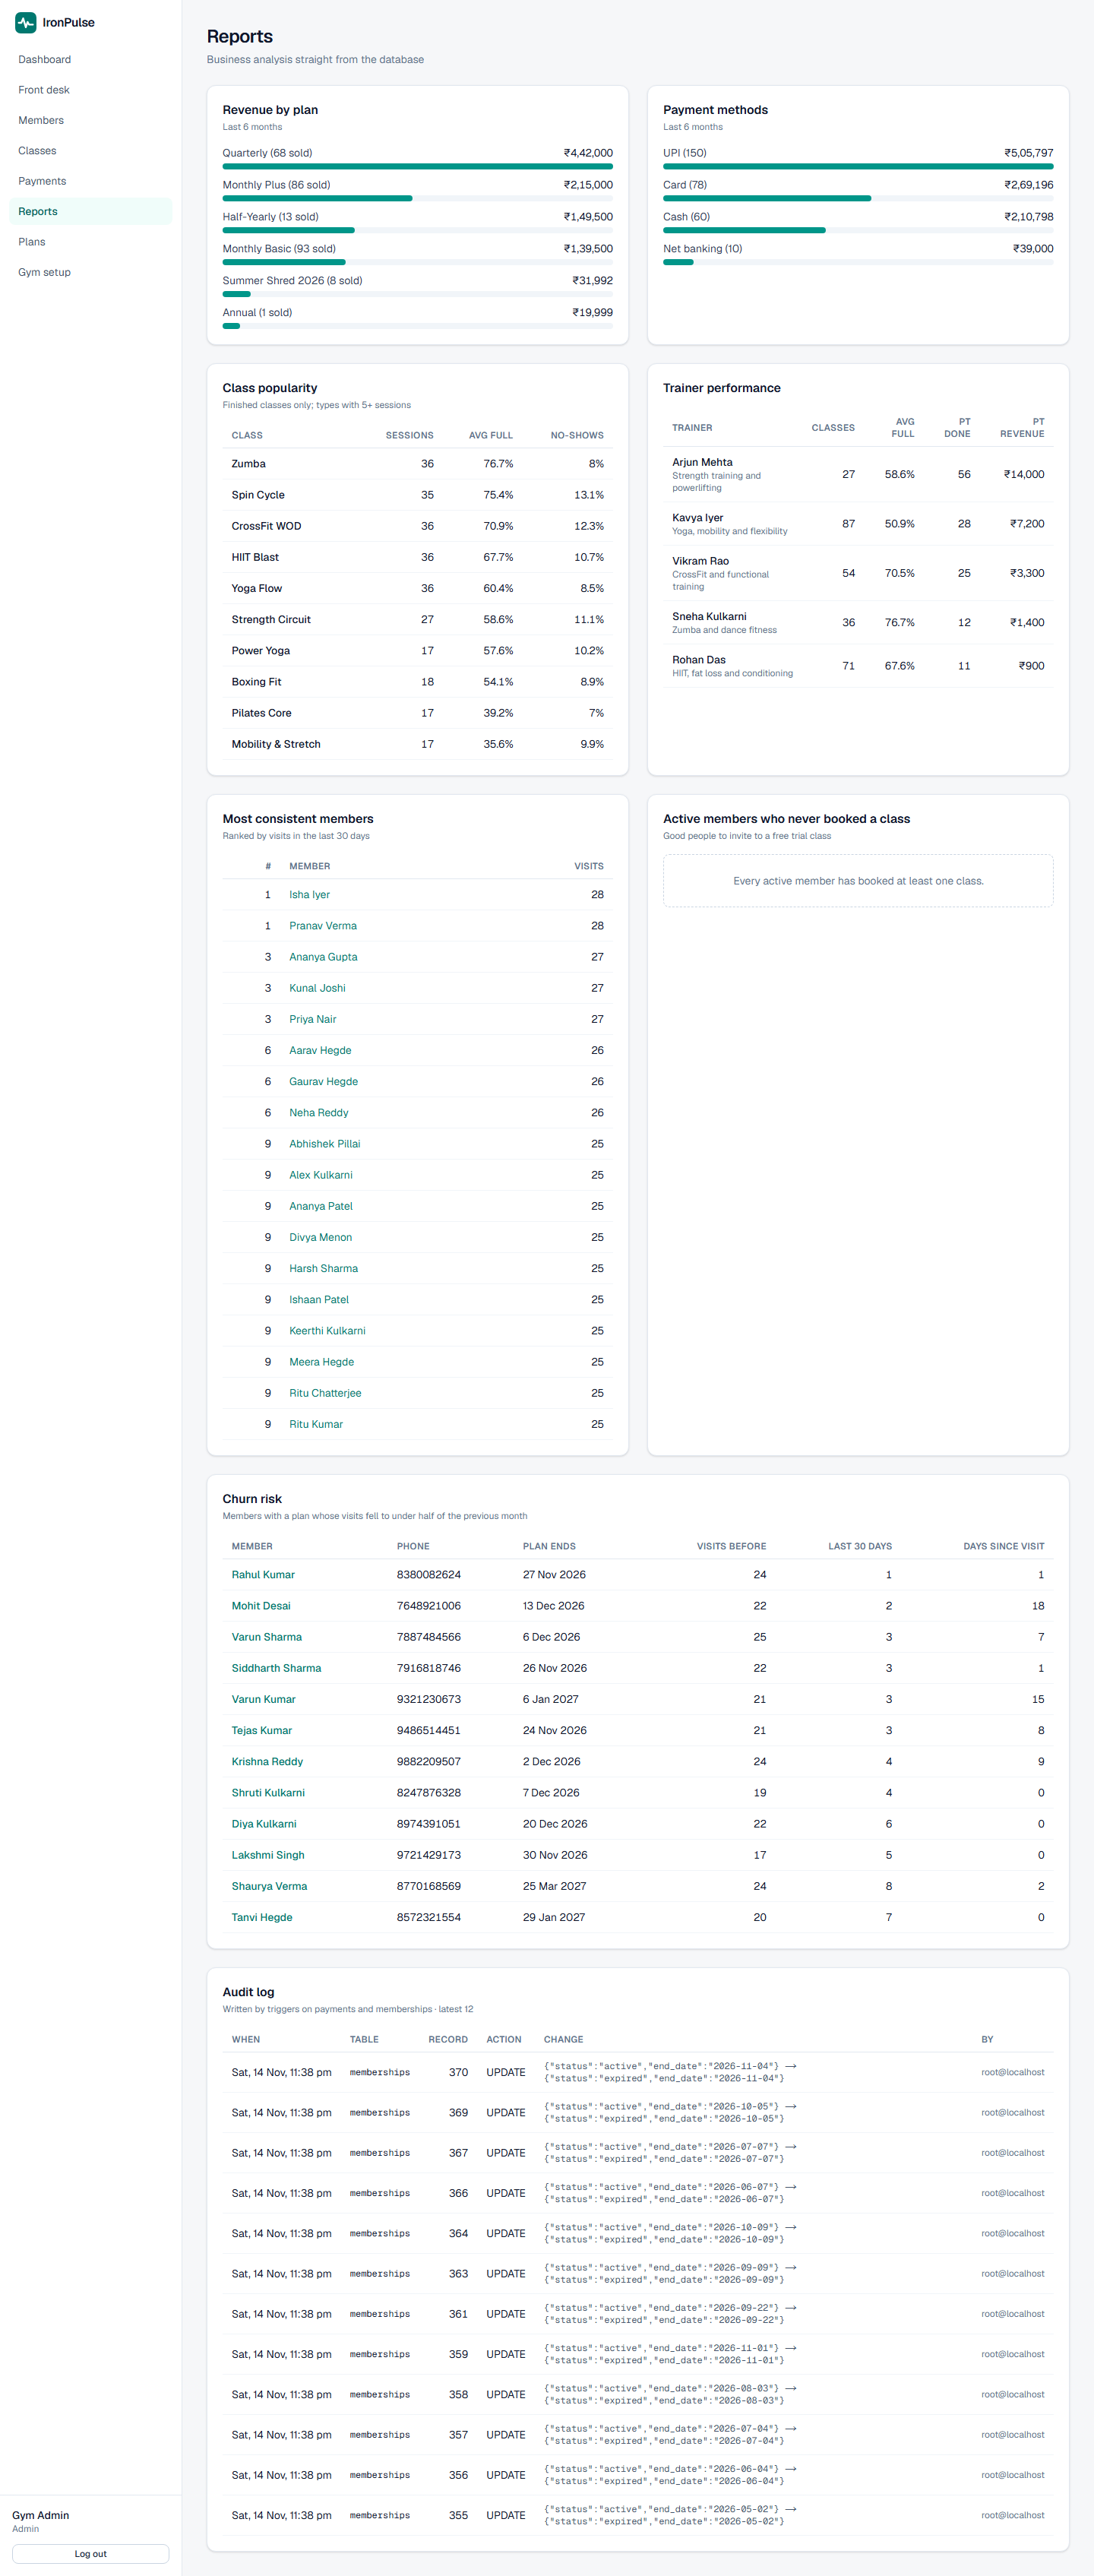 IronPulse
Dashboard
Front desk
Members
Classes
Payments
Reports
Plans
Gym setup
Gym Admin
Admin
Log out
Reports
Business analysis straight from the database
Revenue by plan
Last 6 months
Quarterly (68 sold) ₹4,42,000
Monthly Plus (86 sold) ₹2,15,000
Half-Yearly (13 sold) ₹1,49,500
Monthly Basic (93 sold) ₹1,39,500
Summer Shred 2026 (8 sold) ₹31,992
Annual (1 sold) ₹19,999
Payment methods
Last 6 months
UPI (150) ₹5,05,797
Card (78) ₹2,69,196
Cash (60) ₹2,10,798
Net banking (10) ₹39,000
Class popularity
Finished classes only; types with 5+ sessions
CLASS SESSIONS AVG FULL NO-SHOWS
Zumba 36 76.7% 8%
Spin Cycle 35 75.4% 13.1%
CrossFit WOD 36 70.9% 12.3%
HIIT Blast 36 67.7% 10.7%
Yoga Flow 36 60.4% 8.5%
Strength Circuit 27 58.6% 11.1%
Power Yoga 17 57.6% 10.2%
Boxing Fit 18 54.1% 8.9%
Pilates Core 17 39.2% 7%
Mobility & Stretch 17 35.6% 9.9%
Trainer performance
TRAINER CLASSES AVG FULL PT DONE PT REVENUE
Arjun Mehta 27 58.6% 56 ₹14,000
Strength training and
powerlifting
Kavya Iyer 87 50.9% 28 ₹7,200
Yoga, mobility and flexibility
Vikram Rao 54 70.5% 25 ₹3,300
CrossFit and functional
training
Sneha Kulkarni 36 76.7% 12 ₹1,400
Zumba and dance fitness
Rohan Das 71 67.6% 11 ₹900
HIIT, fat loss and conditioning
Most consistent members
Ranked by visits in the last 30 days
# MEMBER VISITS
1 Isha Iyer 28
1 Pranav Verma 28
3 Ananya Gupta 27
3 Kunal Joshi 27
3 Priya Nair 27
6 Aarav Hegde 26
6 Gaurav Hegde 26
6 Neha Reddy 26
9 Abhishek Pillai 25
9 Alex Kulkarni 25
9 Ananya Patel 25
9 Divya Menon 25
9 Harsh Sharma 25
9 Ishaan Patel 25
9 Keerthi Kulkarni 25
9 Meera Hegde 25
9 Ritu Chatterjee 25
9 Ritu Kumar 25
Active members who never booked a class
Good people to invite to a free trial class
Every active member has booked at least one class.
Churn risk
Members with a plan whose visits fell to under half of the previous month
MEMBER PHONE PLAN ENDS VISITS BEFORE LAST 30 DAYS DAYS SINCE VISIT
Rahul Kumar 8380082624 27 Nov 2026 24 1 1
Mohit Desai 7648921006 13 Dec 2026 22 2 18
Varun Sharma 7887484566 6 Dec 2026 25 3 7
Siddharth Sharma 7916818746 26 Nov 2026 22 3 1
Varun Kumar 9321230673 6 Jan 2027 21 3 15
Tejas Kumar 9486514451 24 Nov 2026 21 3 8
Krishna Reddy 9882209507 2 Dec 2026 24 4 9
Shruti Kulkarni 8247876328 7 Dec 2026 19 4 0
Diya Kulkarni 8974391051 20 Dec 2026 22 6 0
Lakshmi Singh 9721429173 30 Nov 2026 17 5 0
Shaurya Verma 8770168569 25 Mar 2027 24 8 2
Tanvi Hegde 8572321554 29 Jan 2027 20 7 0
Audit log
Written by triggers on payments and memberships · latest 12
WHEN TABLE RECORD ACTION CHANGE BY
Sat, 14 Nov, 11:38 pm memberships 370 UPDATE {"status":"active","end_date":"2026-11-04"} → root@localhost
{"status":"expired","end_date":"2026-11-04"}
Sat, 14 Nov, 11:38 pm memberships 369 UPDATE {"status":"active","end_date":"2026-10-05"} → root@localhost
{"status":"expired","end_date":"2026-10-05"}
Sat, 14 Nov, 11:38 pm memberships 367 UPDATE {"status":"active","end_date":"2026-07-07"} → root@localhost
{"status":"expired","end_date":"2026-07-07"}
Sat, 14 Nov, 11:38 pm memberships 366 UPDATE {"status":"active","end_date":"2026-06-07"} → root@localhost
{"status":"expired","end_date":"2026-06-07"}
Sat, 14 Nov, 11:38 pm memberships 364 UPDATE {"status":"active","end_date":"2026-10-09"} → root@localhost
{"status":"expired","end_date":"2026-10-09"}
Sat, 14 Nov, 11:38 pm memberships 363 UPDATE {"status":"active","end_date":"2026-09-09"} → root@localhost
{"status":"expired","end_date":"2026-09-09"}
Sat, 14 Nov, 11:38 pm memberships 361 UPDATE {"status":"active","end_date":"2026-09-22"} → root@localhost
{"status":"expired","end_date":"2026-09-22"}
Sat, 14 Nov, 11:38 pm memberships 359 UPDATE {"status":"active","end_date":"2026-11-01"} → root@localhost
{"status":"expired","end_date":"2026-11-01"}
Sat, 14 Nov, 11:38 pm memberships 358 UPDATE {"status":"active","end_date":"2026-08-03"} → root@localhost
{"status":"expired","end_date":"2026-08-03"}
Sat, 14 Nov, 11:38 pm memberships 357 UPDATE {"status":"active","end_date":"2026-07-04"} → root@localhost
{"status":"expired","end_date":"2026-07-04"}
Sat, 14 Nov, 11:38 pm memberships 356 UPDATE {"status":"active","end_date":"2026-06-04"} → root@localhost
{"status":"expired","end_date":"2026-06-04"}
Sat, 14 Nov, 11:38 pm memberships 355 UPDATE {"status":"active","end_date":"2026-05-02"} → root@localhost
{"status":"expired","end_date":"2026-05-02"}